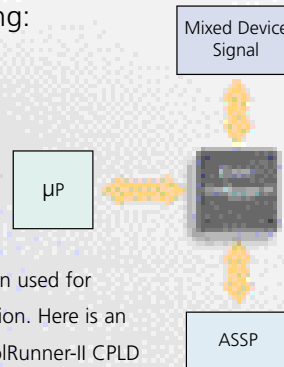 ng:
Mixed Device
Signal
µP
n used for
ion. Here is an
olRunner-II CPLD
ASSP